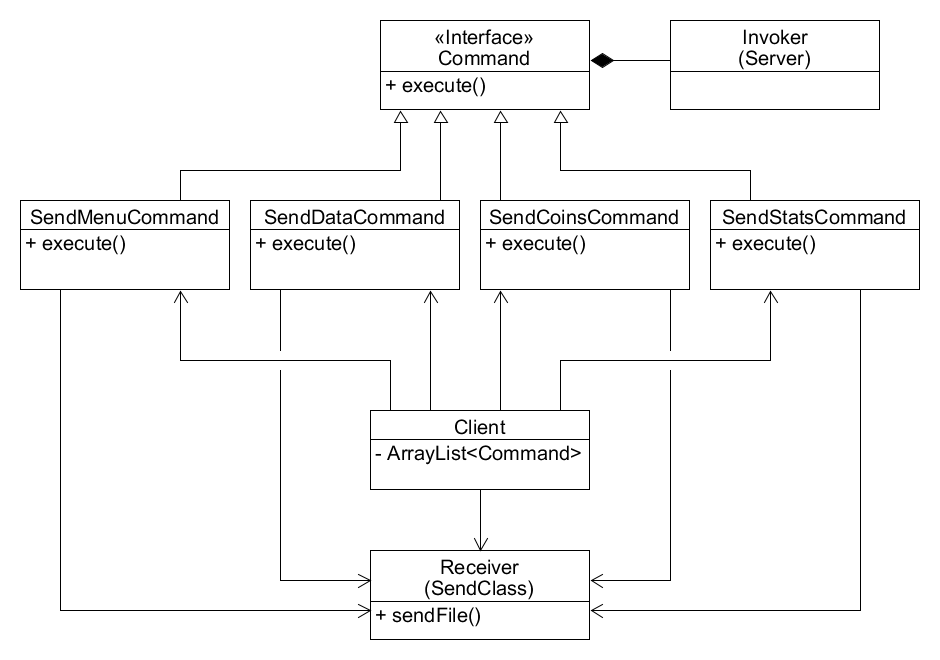 «Interface»
Command
+ execute()
Invoker
(Server)
SendMenuCommand
+ execute()
SendDataCommand
+ execute()
SendCoinsCommand
+ execute()
SendStatsCommand
+ execute()
Client
- ArrayList<Command>
Receiver
(SendClass)
+ sendFile()